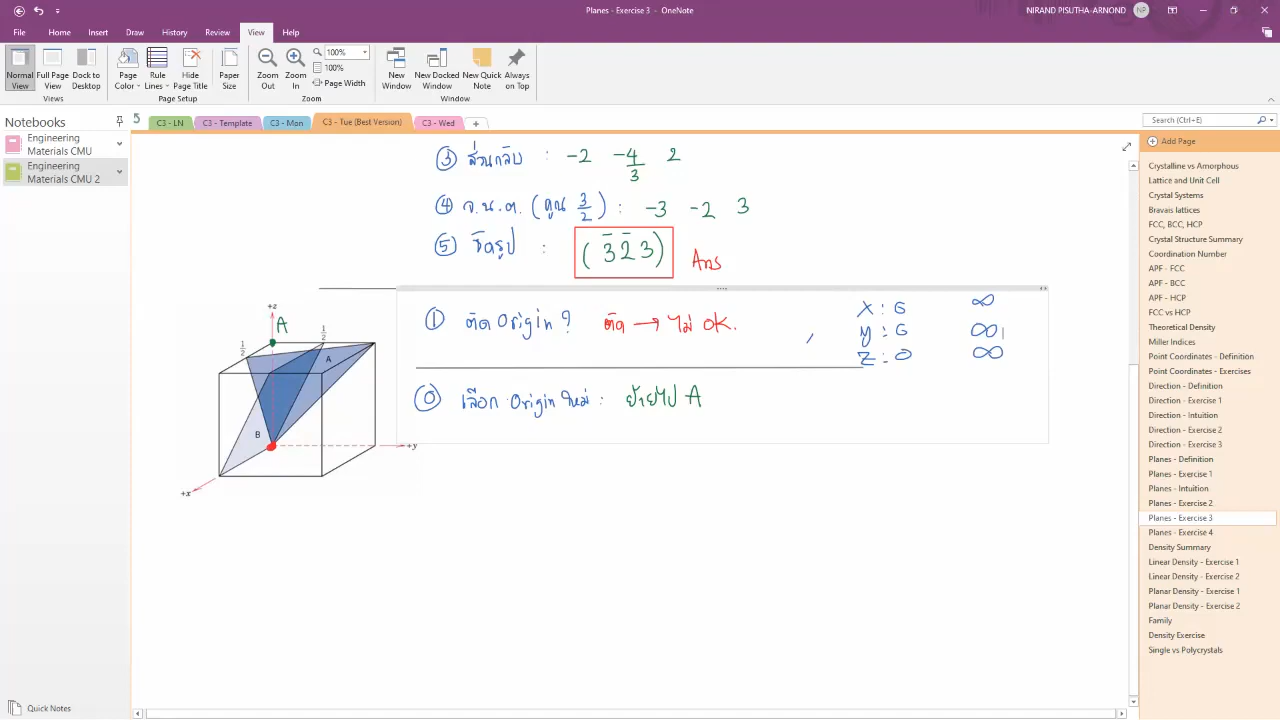 Planes - Exercise 3 - OneNote
NIRAND PISUTHA-ARNOND NP
File Home Insert Draw History Review View Help
Normal View
Full Page View
Dock to Desktop
Views
Page Color
Rule Lines
Hide Page Title
Paper Size
Page Setup
Zoom Out
Zoom In
100%
100%
Page Width
Zoom
New Window
New Docked Window
New Quick Note
Always on Top
Window
Notebooks
Engineering Materials CMU
Engineering Materials CMU 2
Quick Notes
5 C3 - LN C3 - Template C3 - Mon C3 - Tue (Best Version) C3 - Wed +
Search (Ctrl+E)
Add Page
Crystalline vs Amorphous
Lattice and Unit Cell
Crystal Systems
Bravais lattices
FCC, BCC, HCP
Crystal Structure Summary
Coordination Number
APF - FCC
APF - BCC
APF - HCP
FCC vs HCP
Theoretical Density
Miller Indices
Point Coordinates - Definition
Point Coordinates - Exercises
Direction - Definition
Direction - Exercise 1
Direction - Intuition
Direction - Exercise 2
Direction - Exercise 3
Planes - Definition
Planes - Exercise 1
Planes - Intuition
Planes - Exercise 2
Planes - Exercise 3
Planes - Exercise 4
Density Summary
Linear Density - Exercise 1
Linear Density - Exercise 2
Planar Density - Exercise 1
Planar Density - Exercise 2
Family
Density Exercise
Single vs Polycrystals
③ ส่วนกลับ : -2 -4/3 2
④ จ.น.ต. (คูณ 3/2) : -3 -2 3
⑤ จัดรูป : (3̅ 2̅ 3) Ans
① ตัด Origin? ตัด → ไม่ OK.
X : 0 ∞
y : 0 ∞
Z : 0 ∞
⓪ เลือก Origin ใหม่ : ย้ายไป A
+z
A
1/2
1/2
A
B
+y
+x